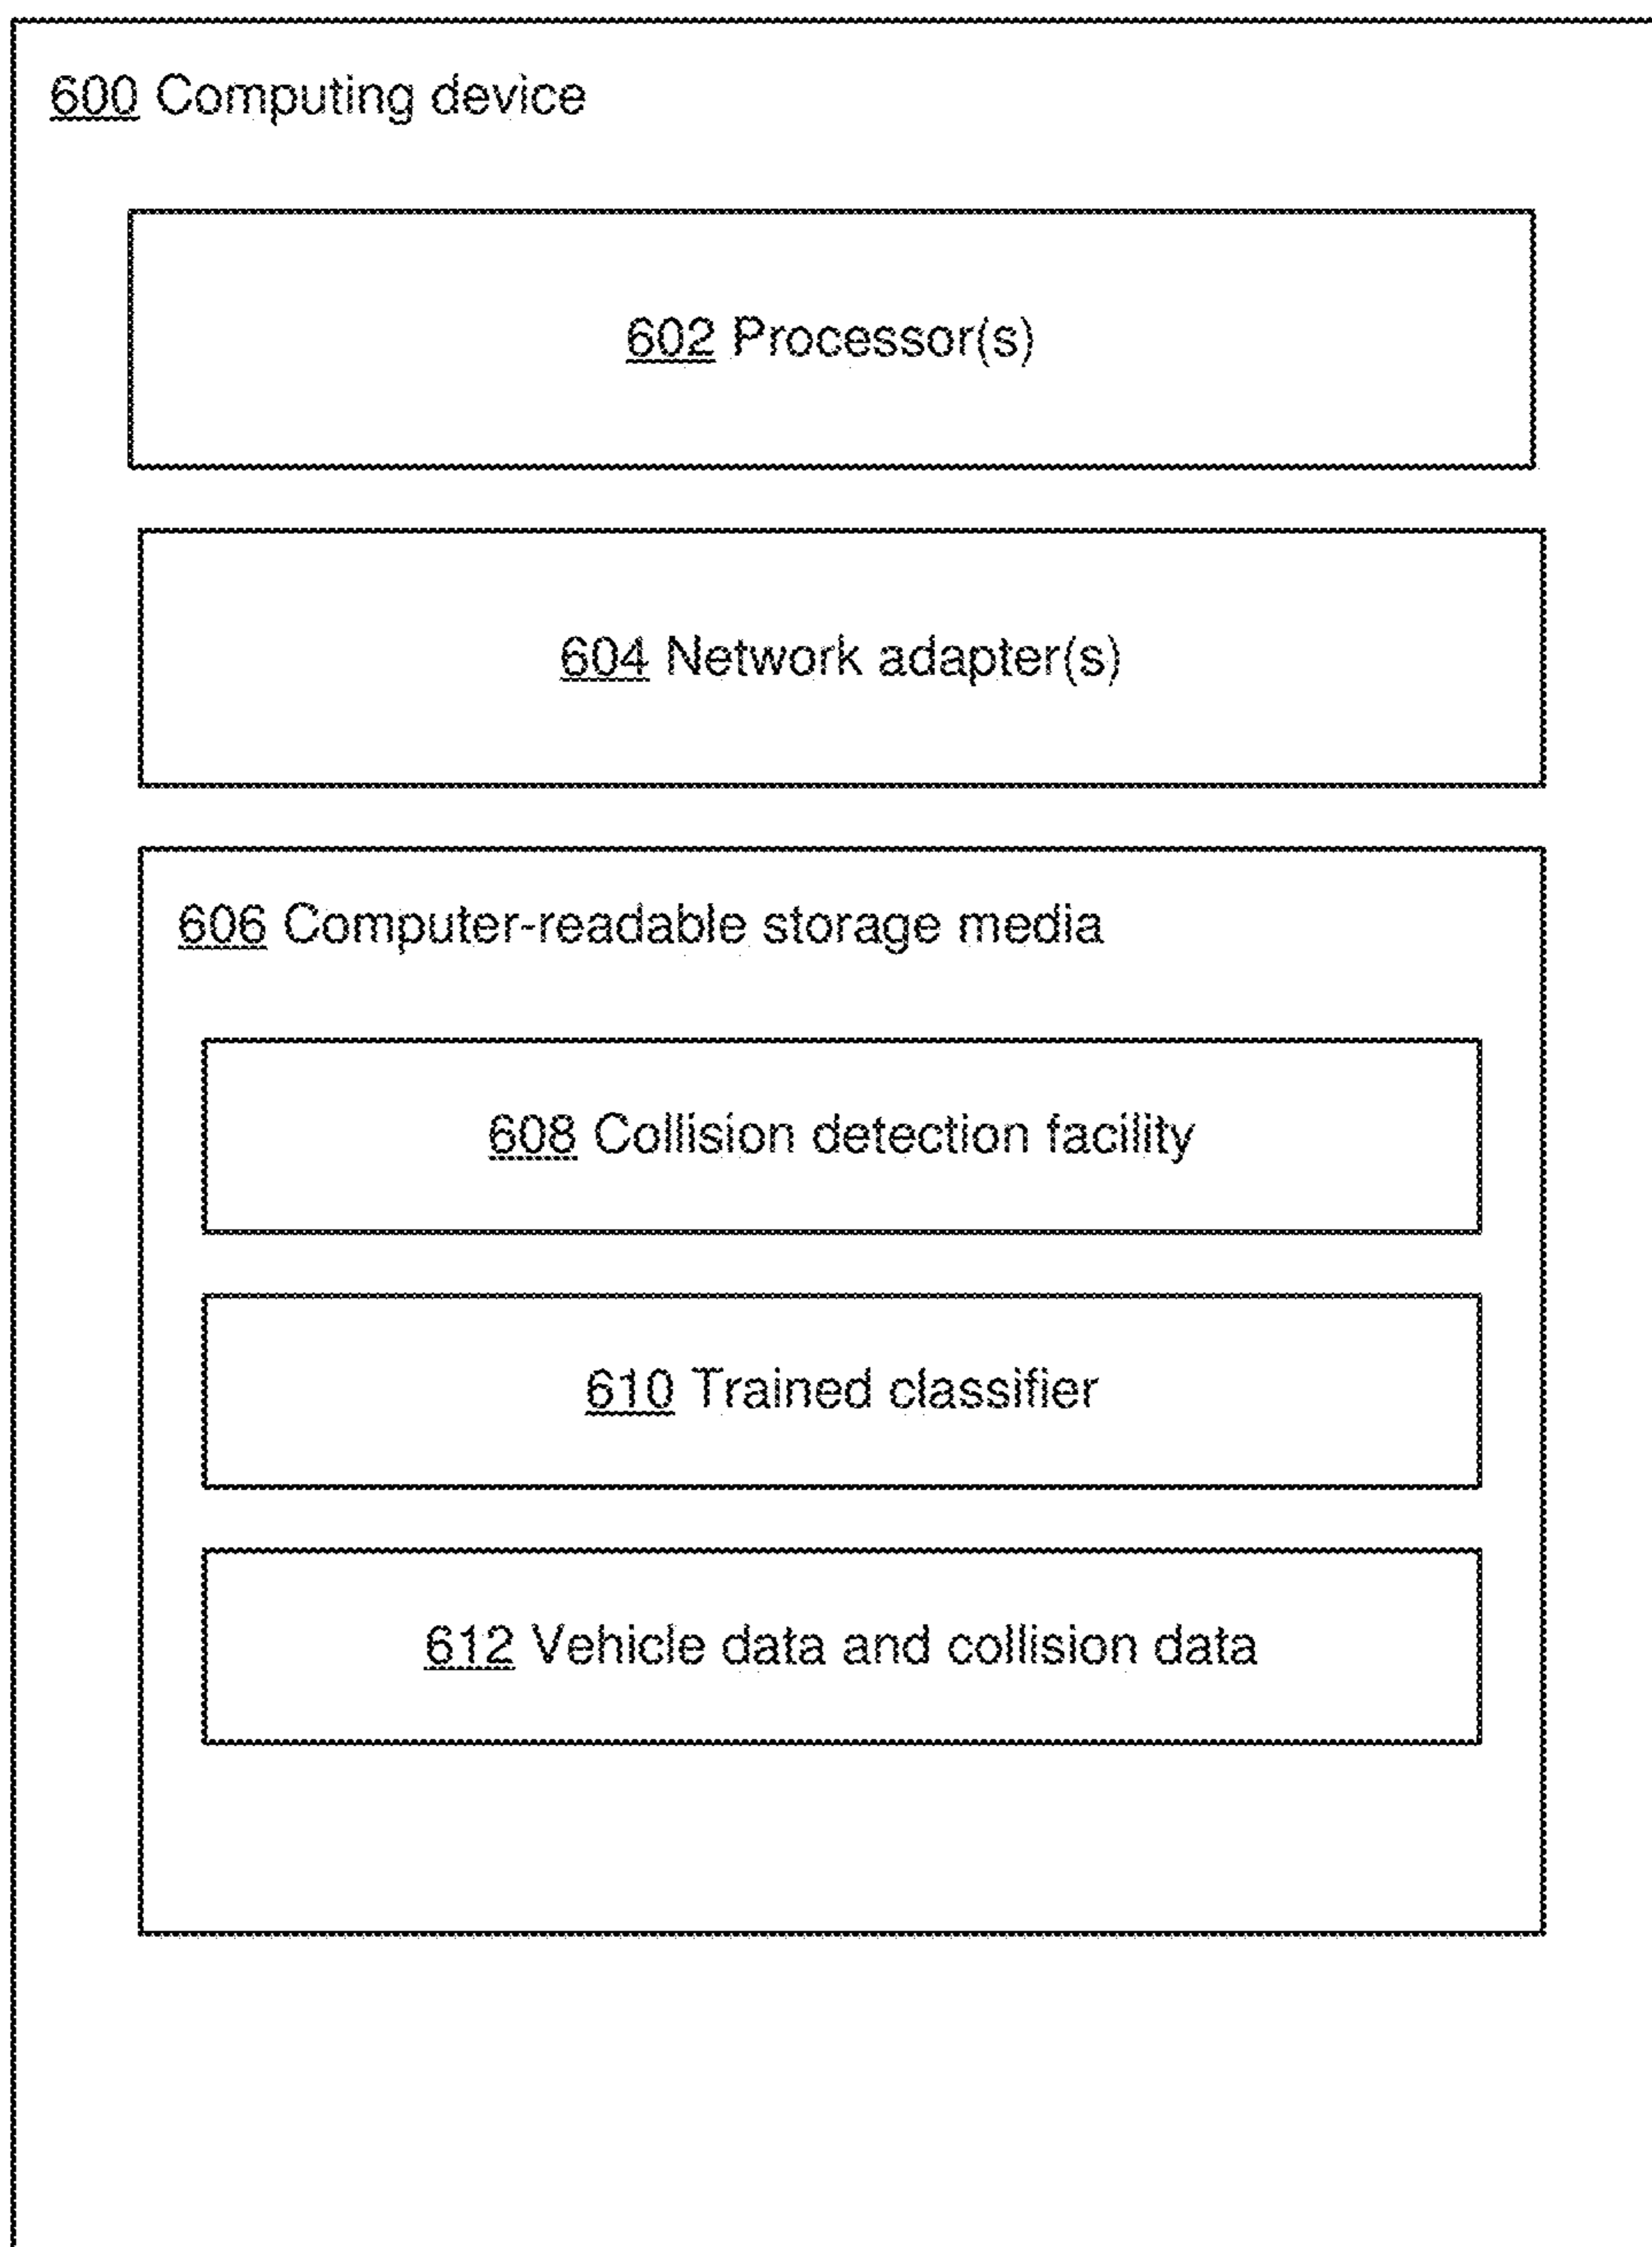 600 Computing device
602 Processor(s)
604 Network adapter(s)
606 Computer-readable storage media
608 Collision detection facility
610 Trained classifier
612 Vehicle data and collision data